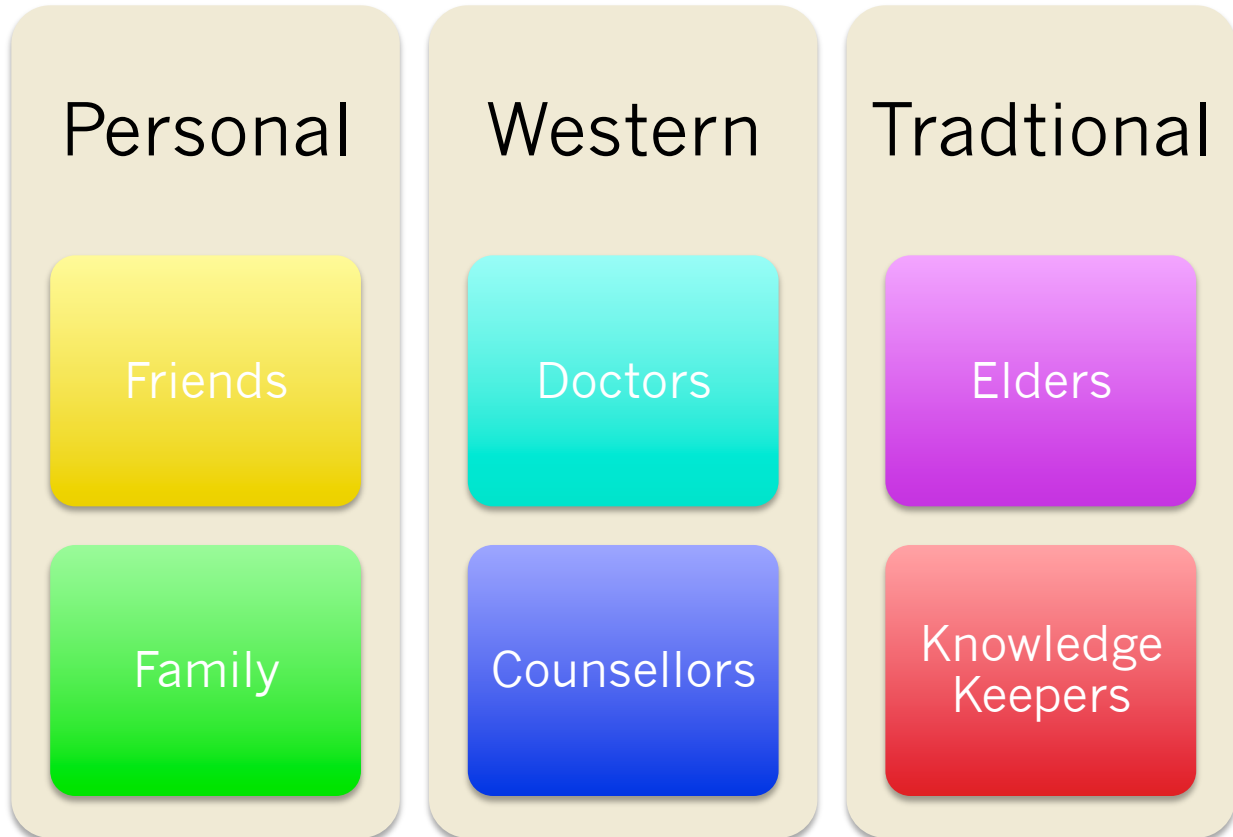 Personal
Friends
Family
Western
Doctors
Counsellors
Tradtional
Elders
Knowledge
Keepers